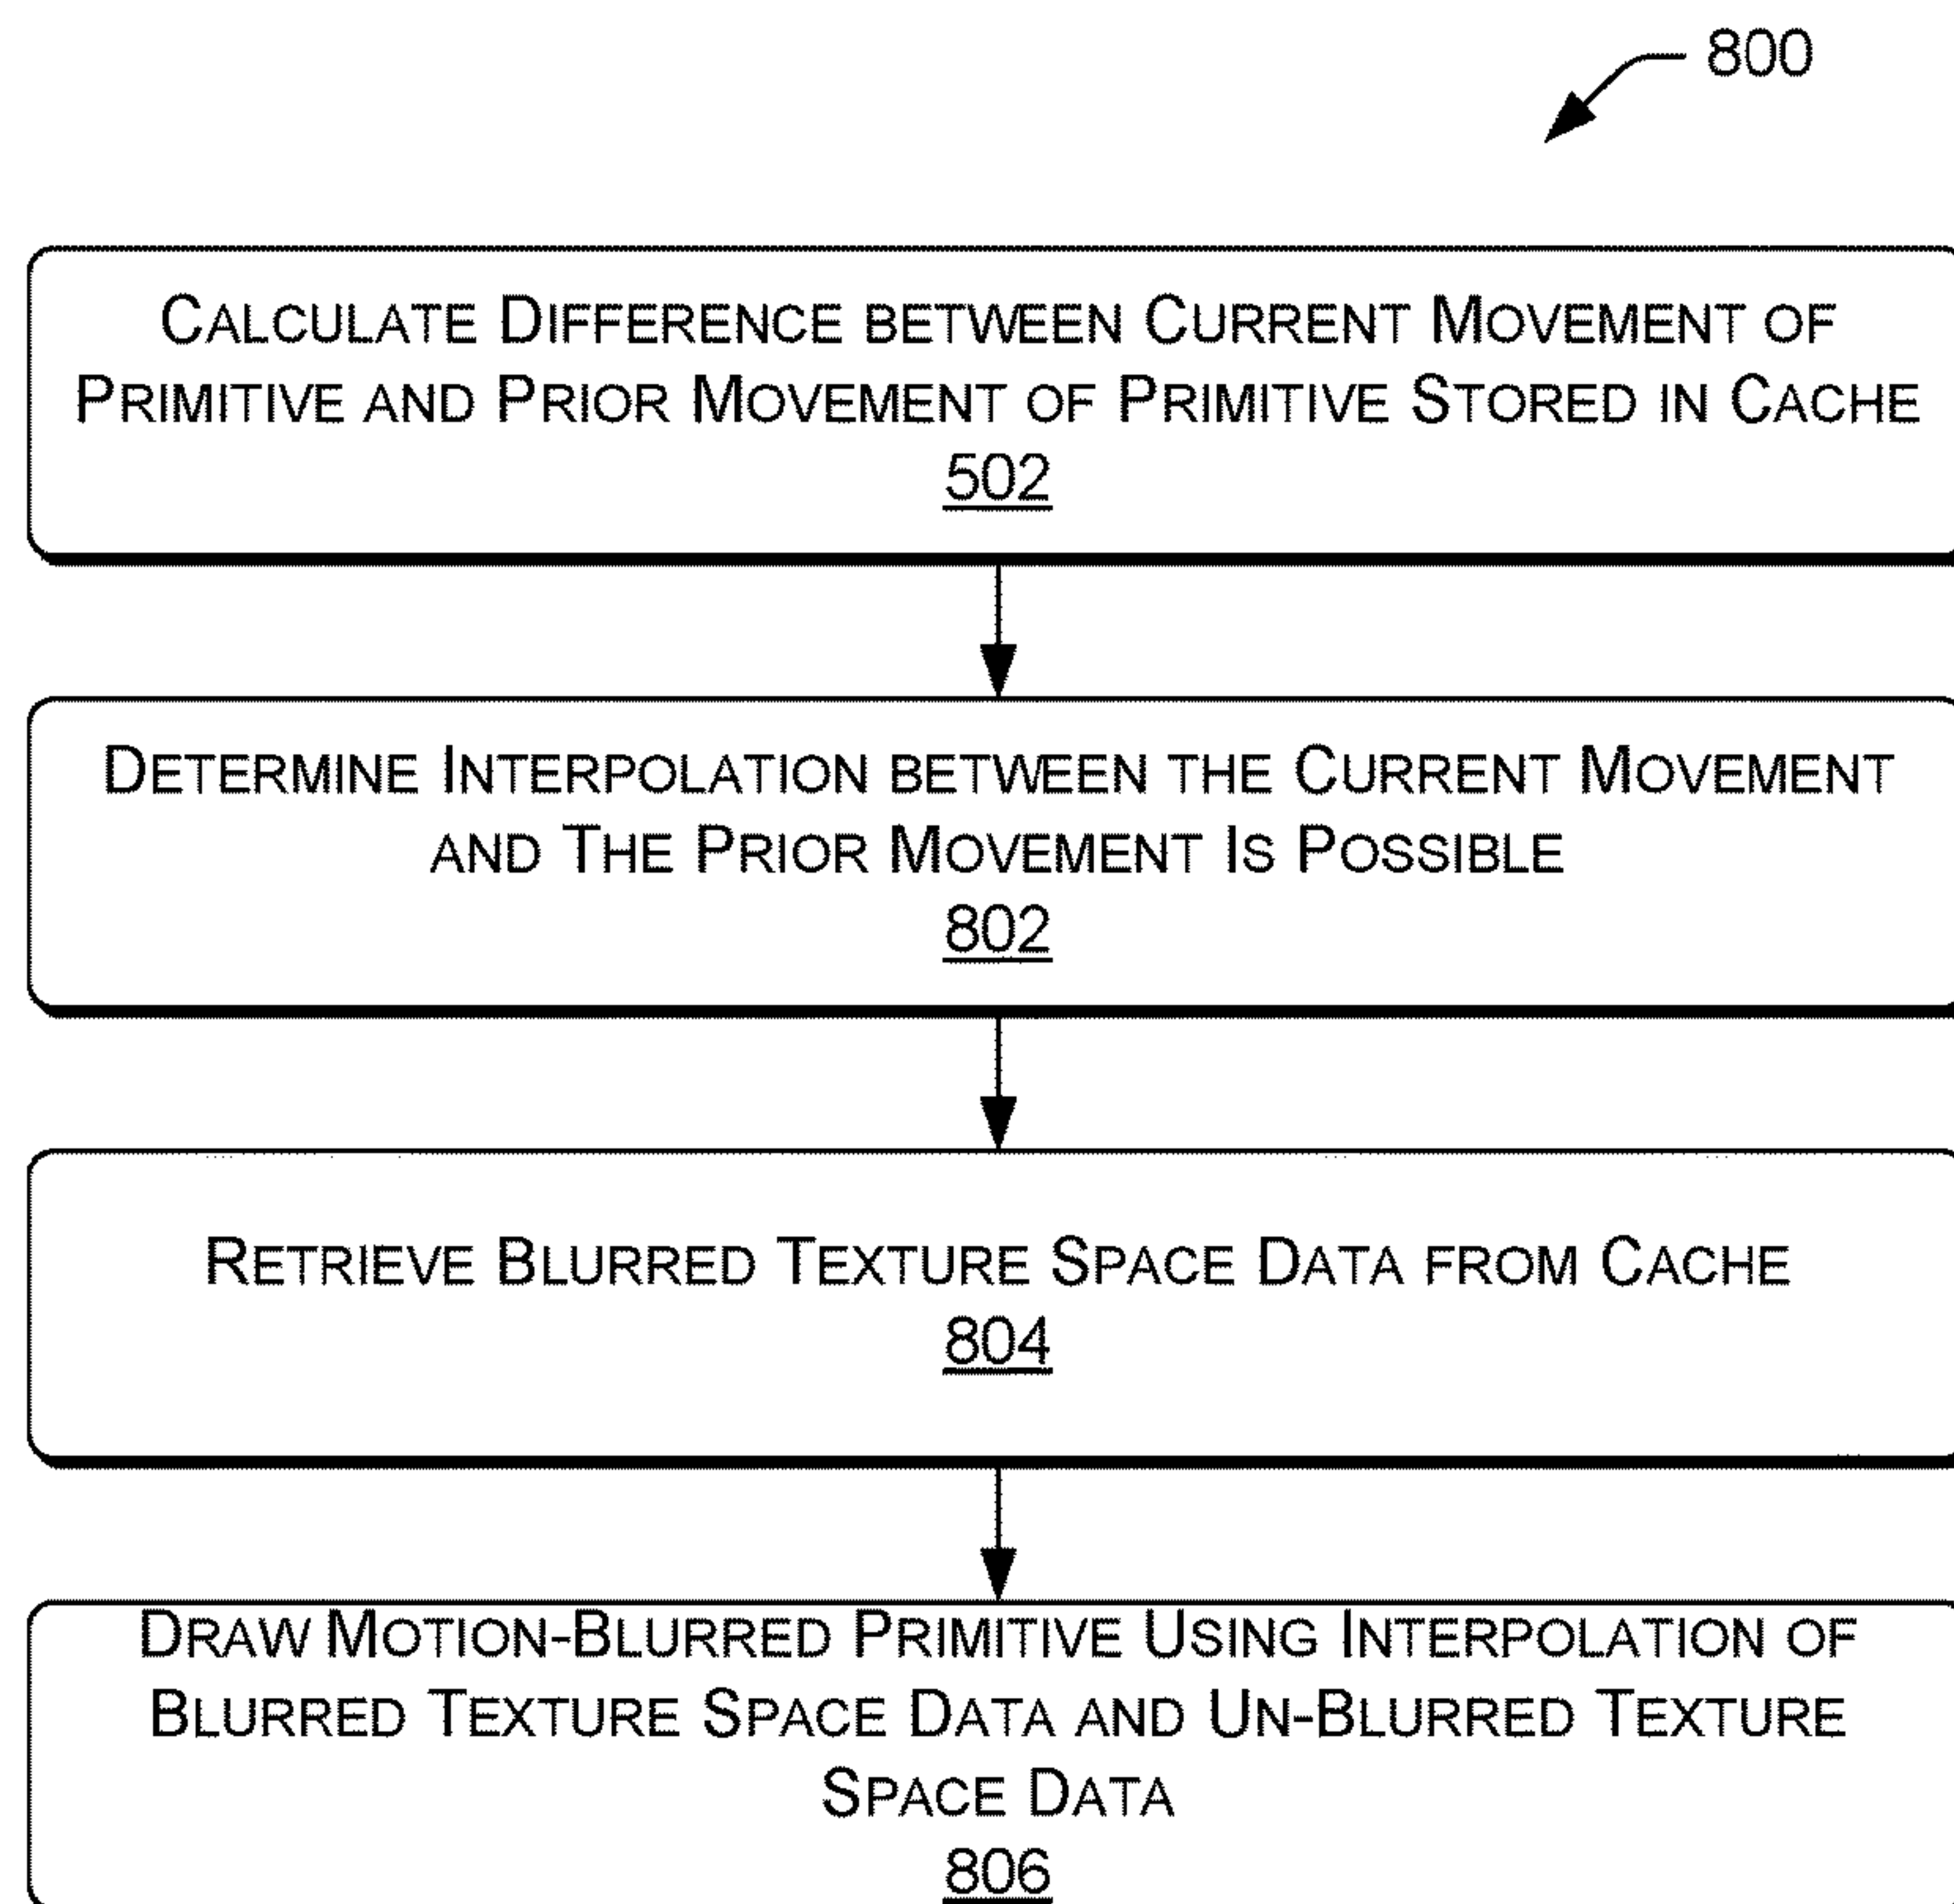 800
CALCULATE DIFFERENCE BETWEEN CURRENT MOVEMENT OF
PRIMITIVE AND PRIOR MOVEMENT OF PRIMITIVE STORED IN CACHE
502
DETERMINE INTERPOLATION BETWEEN THE CURRENT MOVEMENT
AND THE PRIOR MOVEMENT IS POSSIBLE
802
RETRIEVE BLURRED TEXTURE SPACE DATA FROM CACHE
804
DRAW MOTION-BLURRED PRIMITIVE USING INTERPOLATION OF
BLURRED TEXTURE SPACE DATA AND UN-BLURRED TEXTURE
SPACE DATA
806